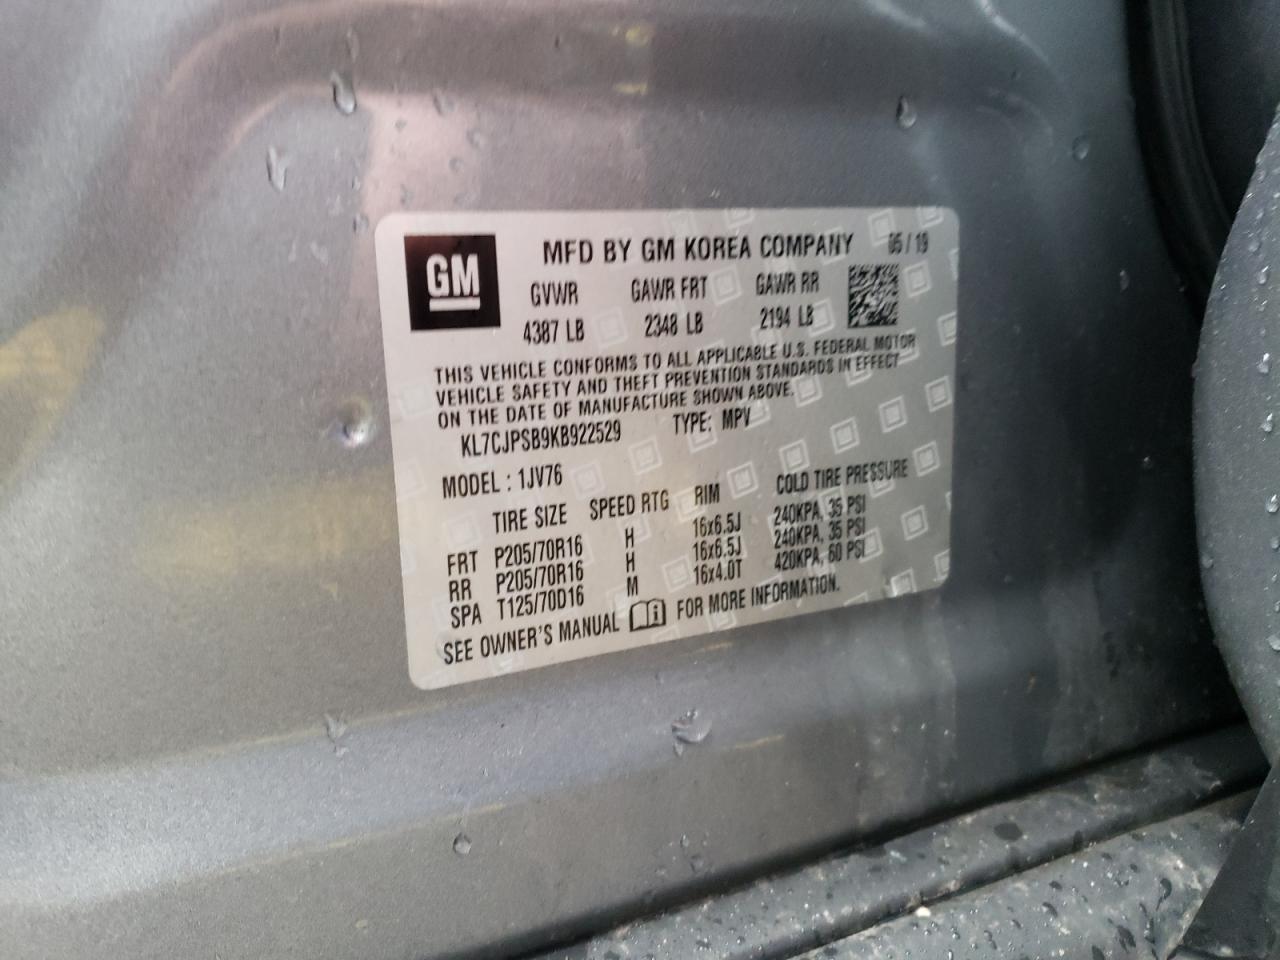 GM
MFD BY GM KOREA COMPANY 05 / 19
GVWR GAWR FRT GAWR RR
4387 LB 2348 LB 2194 LB
THIS VEHICLE CONFORMS TO ALL APPLICABLE U.S. FEDERAL MOTOR
VEHICLE SAFETY AND THEFT PREVENTION STANDARDS IN EFFECT
ON THE DATE OF MANUFACTURE SHOWN ABOVE.
KL7CJPSB9KB922529 TYPE: MPV
MODEL : 1JV76
TIRE SIZE SPEED RTG RIM COLD TIRE PRESSURE
FRT P205/70R16 H 16x6.5J 240KPA, 35 PSI
RR P205/70R16 H 16x6.5J 240KPA, 35 PSI
SPA T125/70D16 M 16x4.0T 420KPA, 60 PSI
SEE OWNER'S MANUAL FOR MORE INFORMATION.